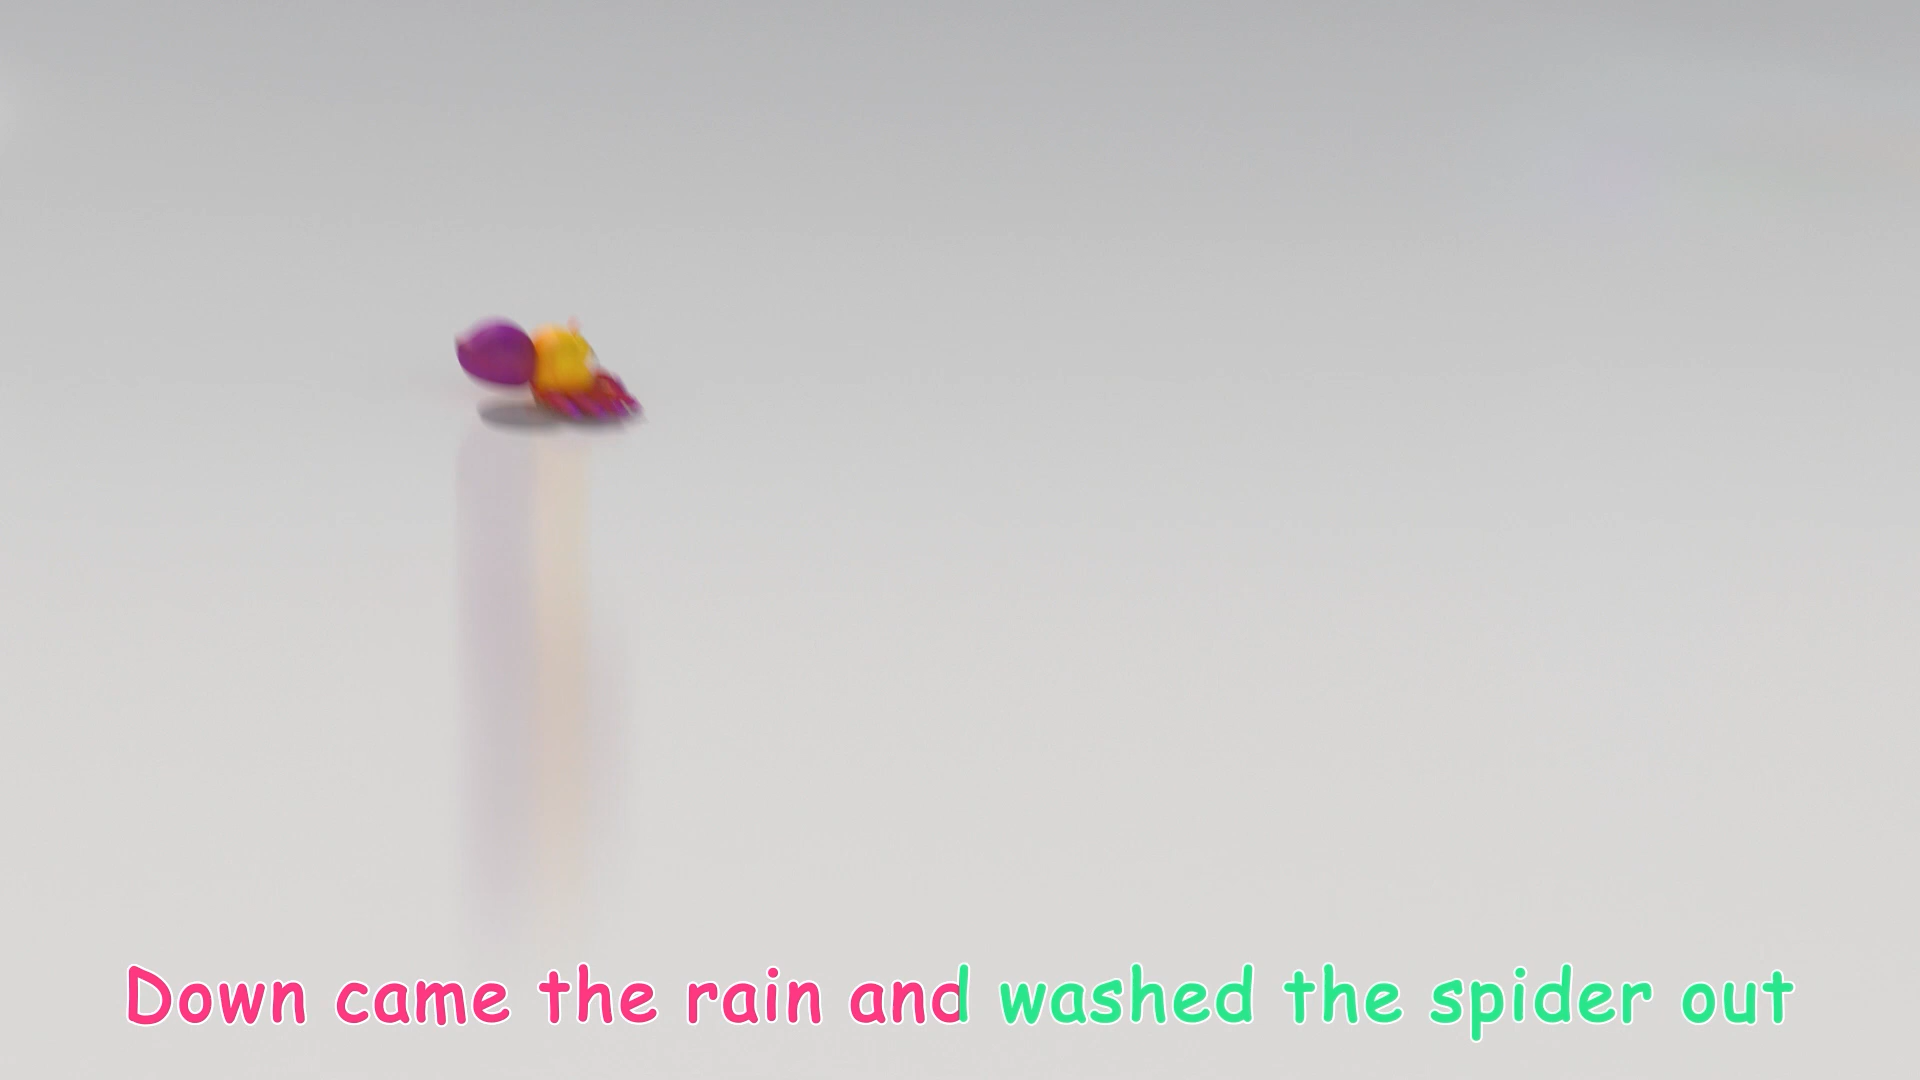 Down came the rain and washed the spider out